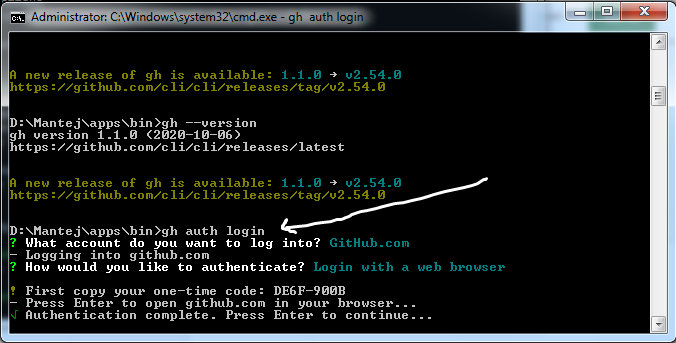 Administrator: C:\Windows\system32\cmd.exe - gh auth login
A new release of gh is available: 1.1.0 → v2.54.0
https://github.com/cli/cli/releases/tag/v2.54.0
D:\Mantej\apps\bin>gh --version
gh version 1.1.0 (2020-10-06)
https://github.com/cli/cli/releases/latest
A new release of gh is available: 1.1.0 → v2.54.0
https://github.com/cli/cli/releases/tag/v2.54.0
D:\Mantej\apps\bin>gh auth login
? What account do you want to log into? GitHub.com
- Logging into github.com
? How would you like to authenticate? Login with a web browser
! First copy your one-time code: DE6F-900B
- Press Enter to open github.com in your browser...
√ Authentication complete. Press Enter to continue...